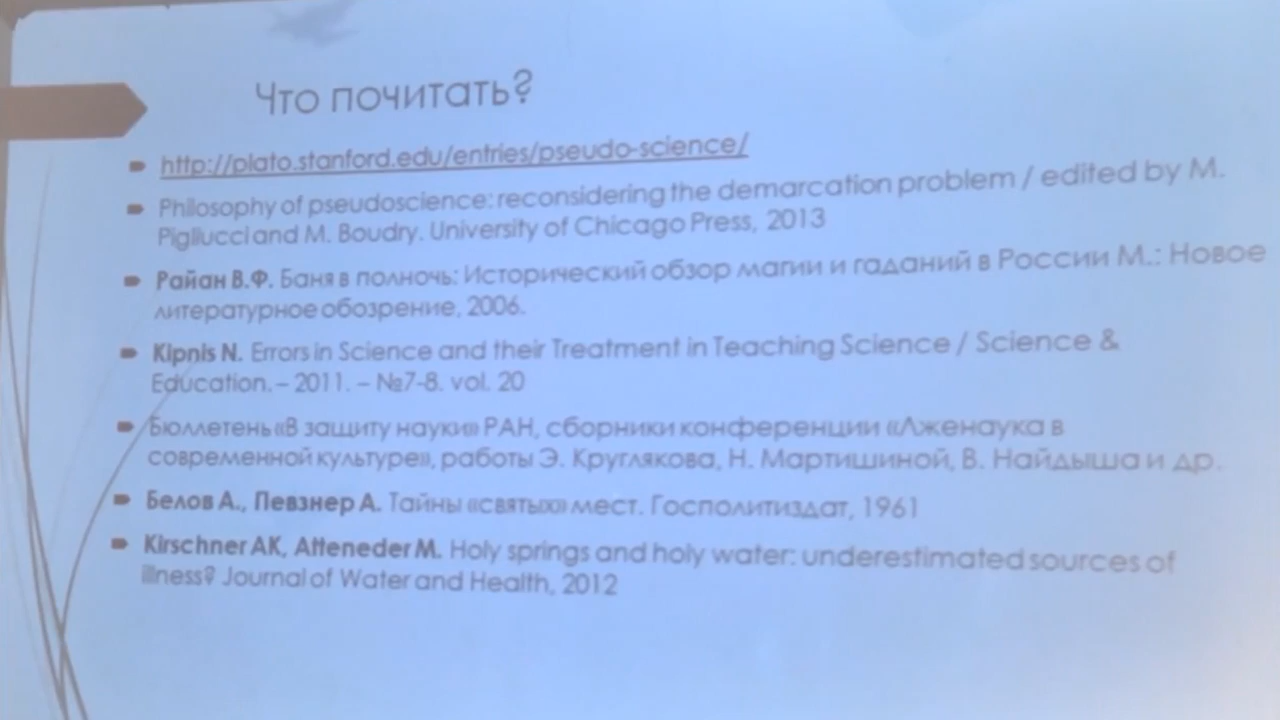 Что почитать?
http://plato.stanford.edu/entries/pseudo-science/
Philosophy of pseudoscience: reconsidering the demarcation problem / edited by M.
Pigliucci and M. Boudry. University of Chicago Press, 2013
Райан В.Ф. Баня в полночь: Исторический обзор магии и гаданий в России М.: Новое
литературное обозрение, 2006.
Kipnis N. Errors in Science and their Treatment in Teaching Science / Science &
Education. – 2011. – №7-8. vol. 20
Бюллетень «В защиту науки» РАН, сборники конференции «Лженаука в
современной культуре», работы Э. Круглякова, Н. Мартишиной, В. Найдыша и др.
Белов А., Певзнер А. Тайны «святых» мест. Госполитиздат, 1961
Kirschner AK, Atteneder M. Holy springs and holy water: underestimated sources of
illness? Journal of Water and Health, 2012